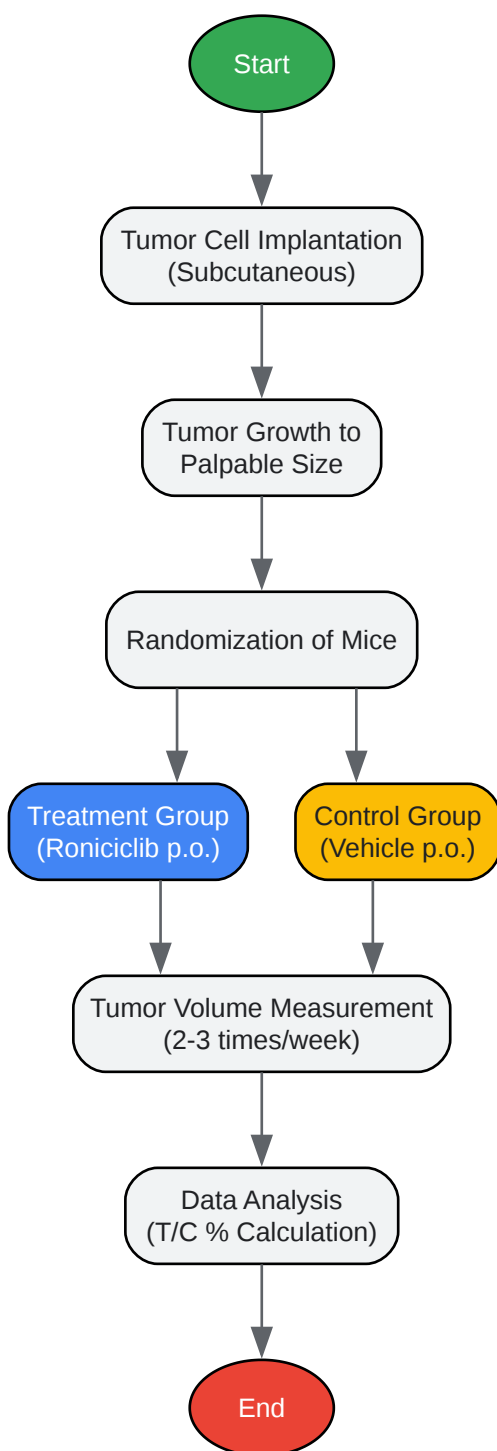 Start
Tumor Cell Implantation
(Subcutaneous)
Tumor Growth to
Palpable Size
Randomization of Mice
Treatment Group
(Roniciclib p.o.)
Control Group
(Vehicle p.o.)
Tumor Volume Measurement
(2-3 times/week)
Data Analysis
(T/C % Calculation)
End